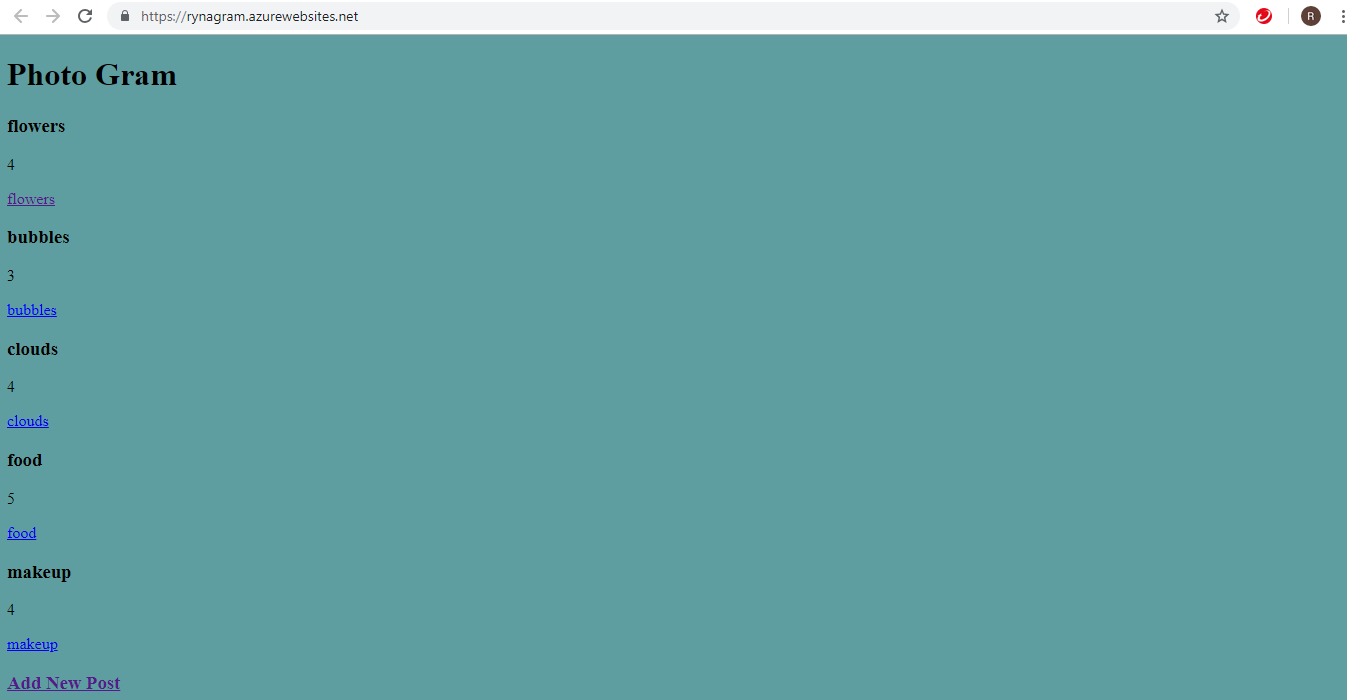 https://rynagram.azurewebsites.net
R
Photo Gram
flowers
4
flowers
bubbles
3
bubbles
clouds
4
clouds
food
5
food
makeup
4
makeup
Add New Post